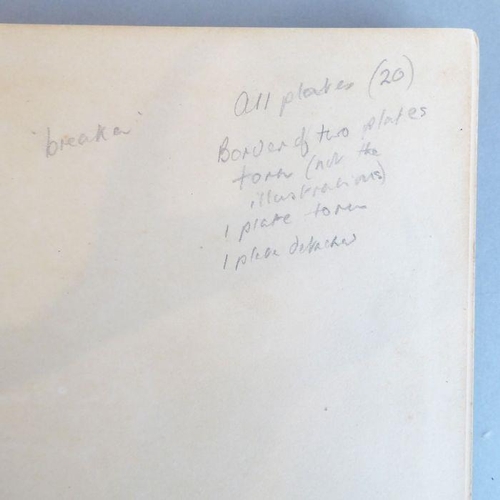 'breaker'
All plates (20)
Border of two plates
torn (not the
illustrations)
1 plate torn
1 plate detached